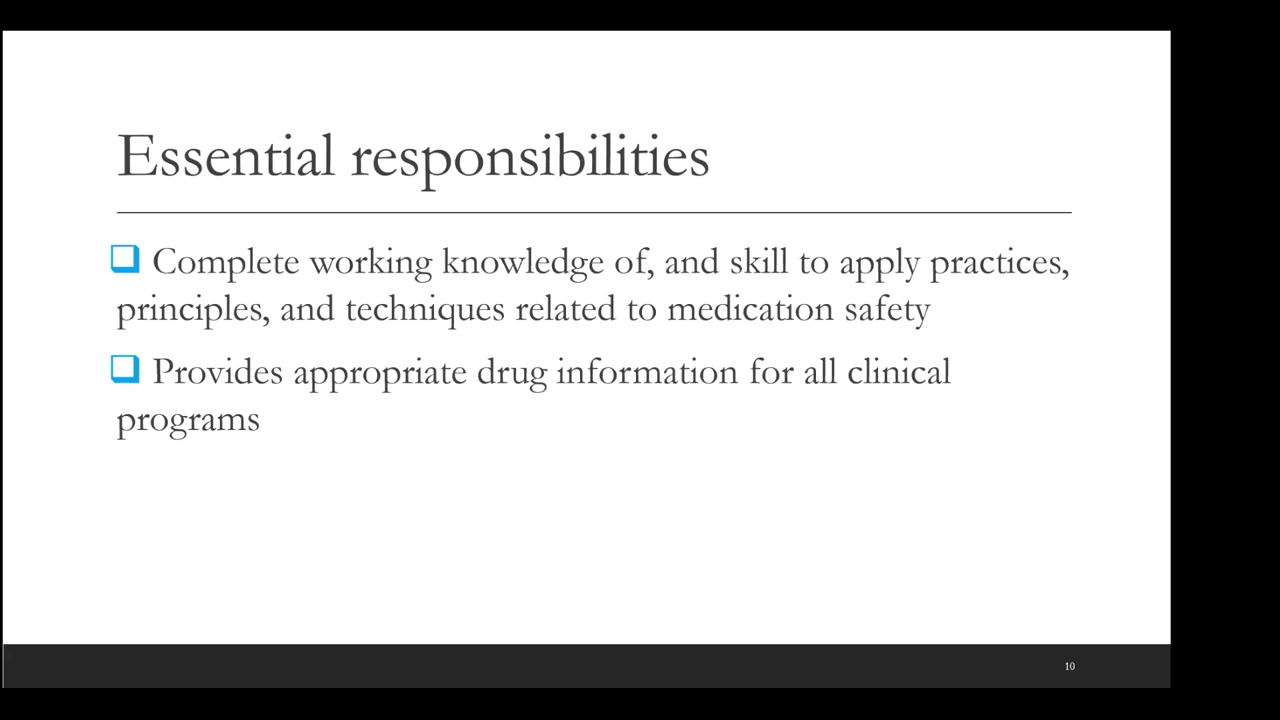 Essential responsibilities
Complete working knowledge of, and skill to apply practices,
principles, and techniques related to medication safety
Provides appropriate drug information for all clinical
programs
10